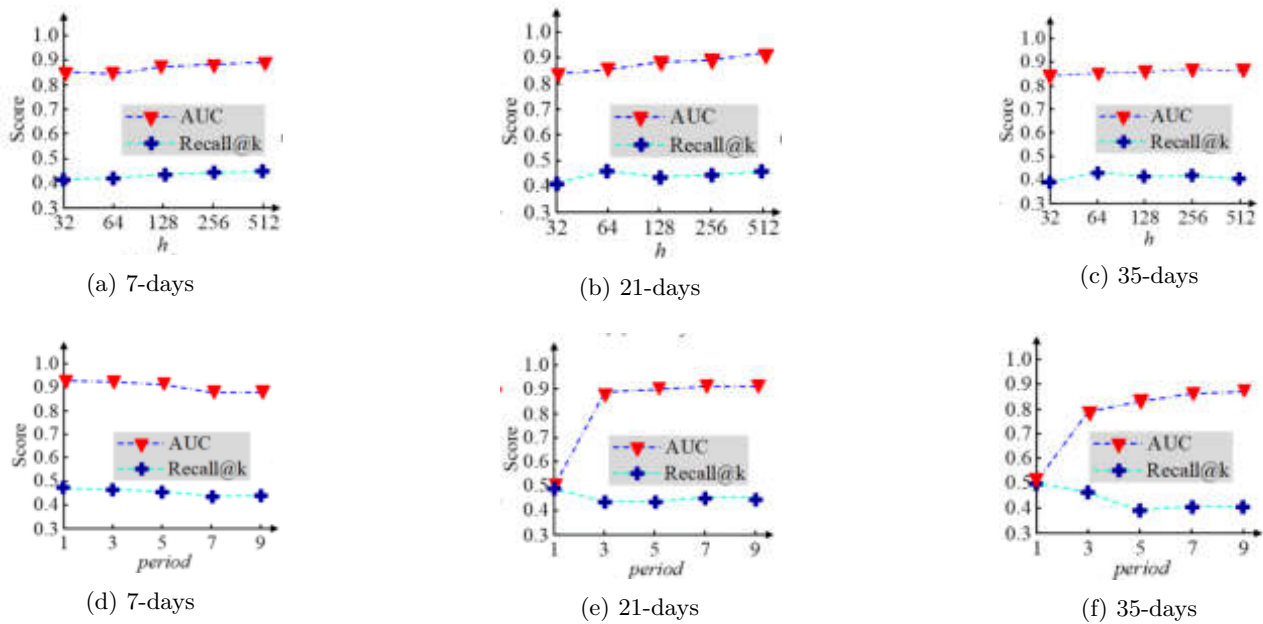 1.0
0.9
0.8
0.7
0.6
0.5
0.4
0.3
Score
AUC
Recall@k
32 64 128 256 512
h
(a) 7-days
1.0
0.9
0.8
0.7
0.6
0.5
0.4
0.3
Score
AUC
Recall@k
32 64 128 256 512
h
(b) 21-days
1.0
0.9
0.8
0.7
0.6
0.5
0.4
0.3
Score
AUC
Recall@k
32 64 128 256 512
h
(c) 35-days
1.0
0.9
0.8
0.7
0.6
0.5
0.4
0.3
Score
AUC
Recall@k
1 3 5 7 9
period
(d) 7-days
1.0
0.9
0.8
0.7
0.6
0.5
0.4
0.3
Score
AUC
Recall@k
1 3 5 7 9
period
(e) 21-days
1.0
0.9
0.8
0.7
0.6
0.5
0.4
0.3
Score
AUC
Recall@k
1 3 5 7 9
period
(f) 35-days